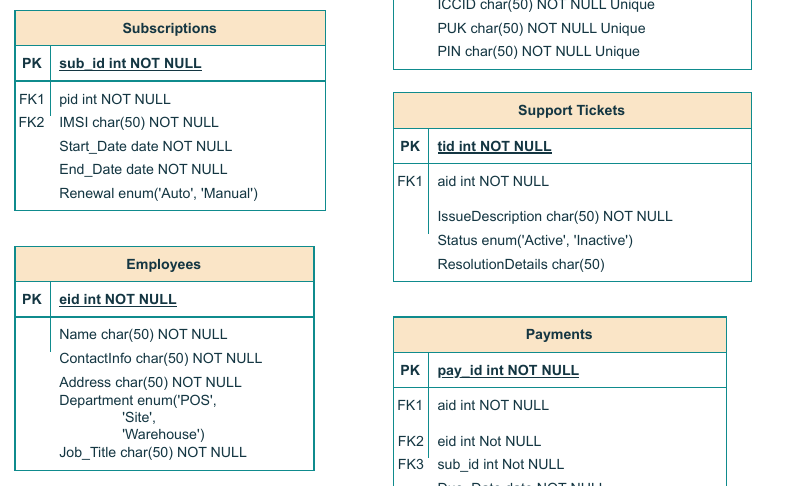 Subscriptions
PK sub_id int NOT NULL
FK1 pid int NOT NULL
FK2 IMSI char(50) NOT NULL
Start_Date date NOT NULL
End_Date date NOT NULL
Renewal enum('Auto', 'Manual')
Employees
PK eid int NOT NULL
Name char(50) NOT NULL
ContactInfo char(50) NOT NULL
Address char(50) NOT NULL
Department enum('POS',
'Site',
'Warehouse')
Job_Title char(50) NOT NULL
ICCID char(50) NOT NULL Unique
PUK char(50) NOT NULL Unique
PIN char(50) NOT NULL Unique
Support Tickets
PK tid int NOT NULL
FK1 aid int NOT NULL
IssueDescription char(50) NOT NULL
Status enum('Active', 'Inactive')
ResolutionDetails char(50)
Payments
PK pay_id int NOT NULL
FK1 aid int NOT NULL
FK2 eid int Not NULL
FK3 sub_id int Not NULL